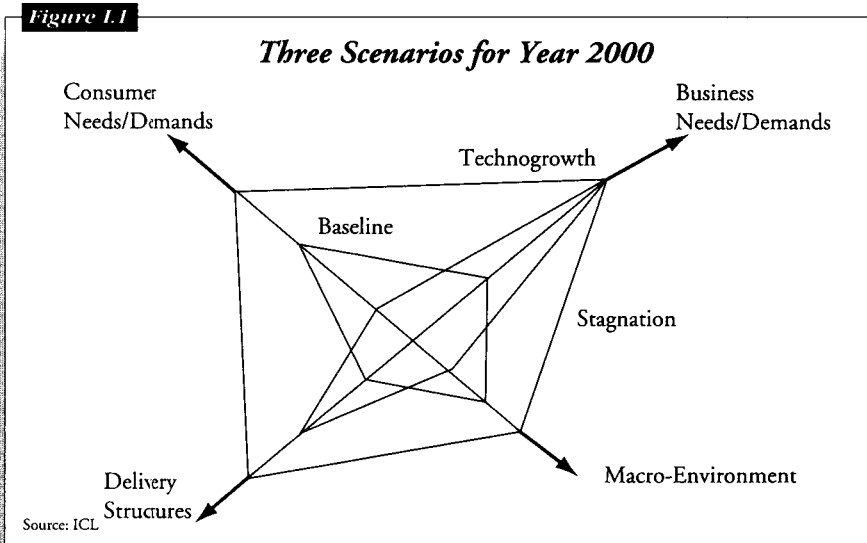 Figure I.1
Three Scenarios for Year 2000
Consumer
Needs/Demands
Business
Needs/Demands
Technogrowth
Baseline
Stagnation
Macro-Environment
Delivery
Structures
Source: ICL